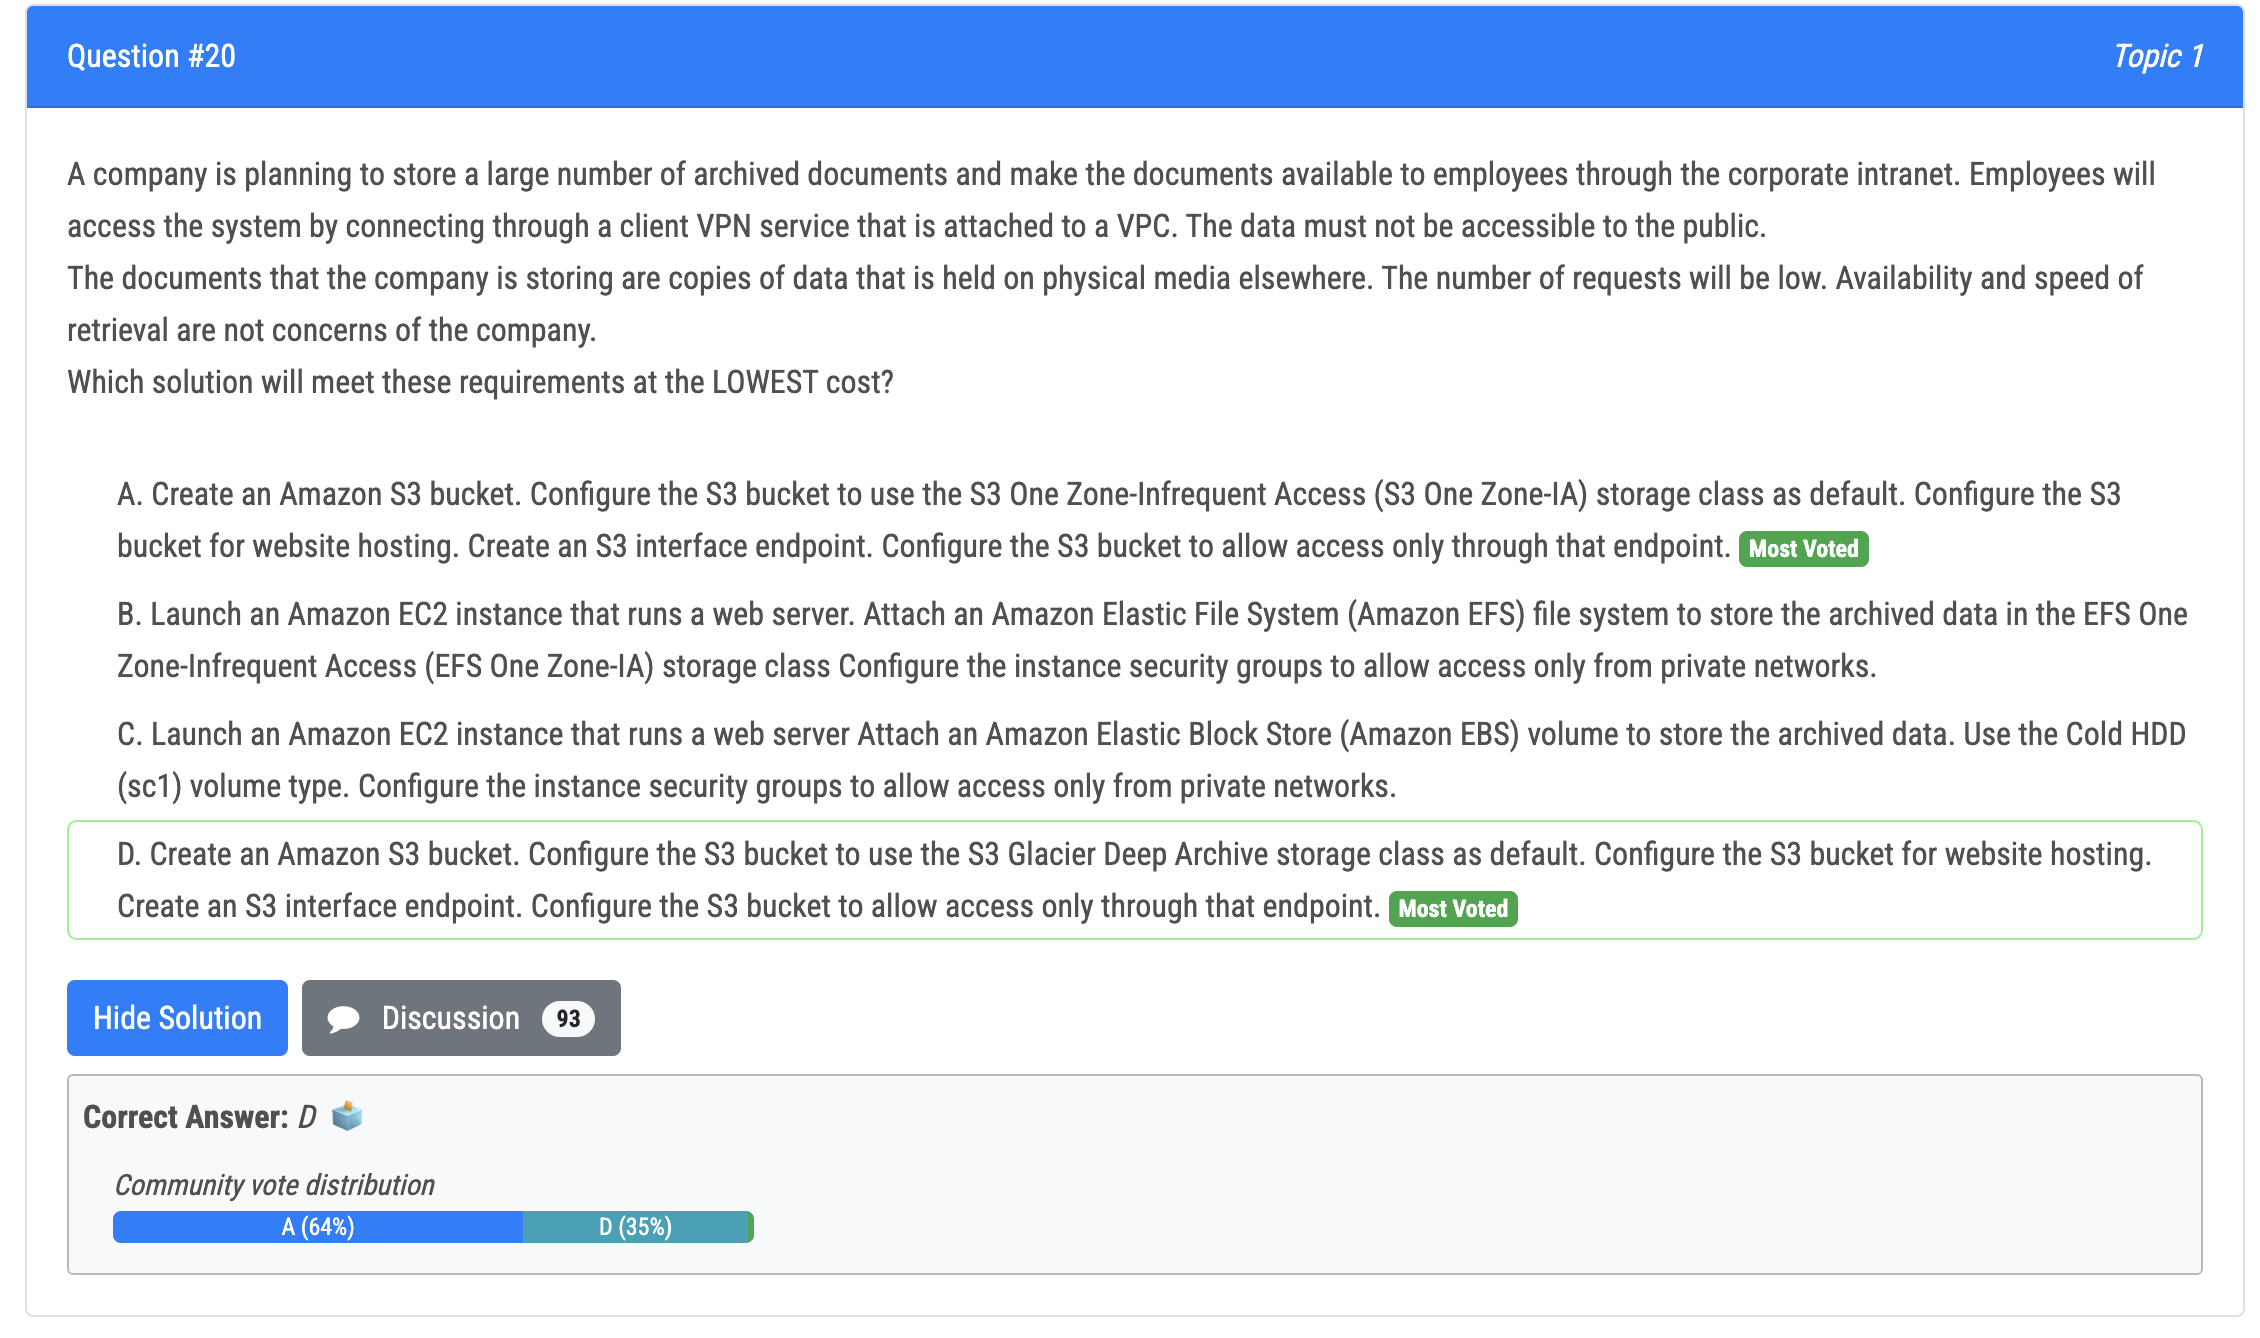 Question #20
Topic 1
A company is planning to store a large number of archived documents and make the documents available to employees through the corporate intranet. Employees will
access the system by connecting through a client VPN service that is attached to a VPC. The data must not be accessible to the public.
The documents that the company is storing are copies of data that is held on physical media elsewhere. The number of requests will be low. Availability and speed of
retrieval are not concerns of the company.
Which solution will meet these requirements at the LOWEST cost?
A. Create an Amazon S3 bucket. Configure the S3 bucket to use the S3 One Zone-Infrequent Access (S3 One Zone-IA) storage class as default. Configure the S3
bucket for website hosting. Create an S3 interface endpoint. Configure the S3 bucket to allow access only through that endpoint. Most Voted
B. Launch an Amazon EC2 instance that runs a web server. Attach an Amazon Elastic File System (Amazon EFS) file system to store the archived data in the EFS One
Zone-Infrequent Access (EFS One Zone-IA) storage class Configure the instance security groups to allow access only from private networks.
C. Launch an Amazon EC2 instance that runs a web server Attach an Amazon Elastic Block Store (Amazon EBS) volume to store the archived data. Use the Cold HDD
(sc1) volume type. Configure the instance security groups to allow access only from private networks.
D. Create an Amazon S3 bucket. Configure the S3 bucket to use the S3 Glacier Deep Archive storage class as default. Configure the S3 bucket for website hosting.
Create an S3 interface endpoint. Configure the S3 bucket to allow access only through that endpoint. Most Voted
Hide Solution
Discussion 93
Correct Answer: D
Community vote distribution
A (64%)
D (35%)